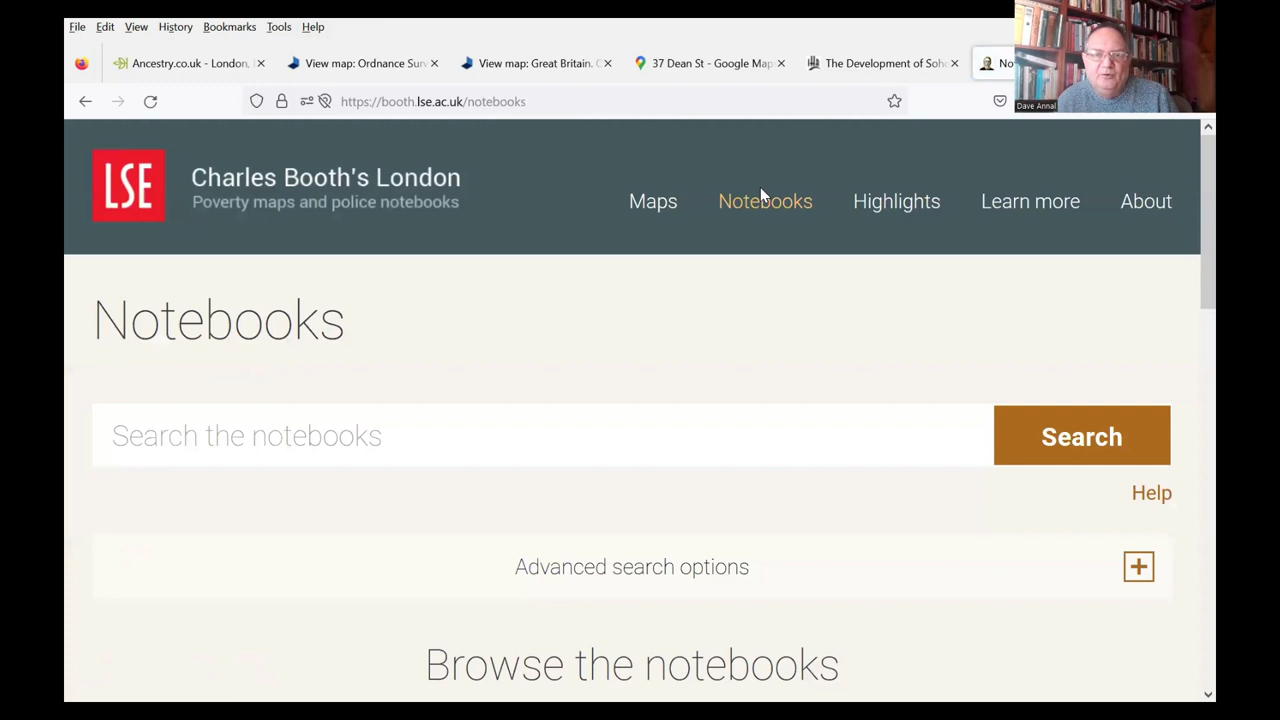 File Edit View History Bookmarks Tools Help
Ancestry.co.uk - London,
View map: Ordnance Surv
View map: Great Britain. O
37 Dean St - Google Map
The Development of Soho
No
https://booth.lse.ac.uk/notebooks
Dave Annal
LSE
Charles Booth's London
Poverty maps and police notebooks
Maps Notebooks Highlights Learn more About
Notebooks
Search the notebooks
Search
Help
Advanced search options
Browse the notebooks